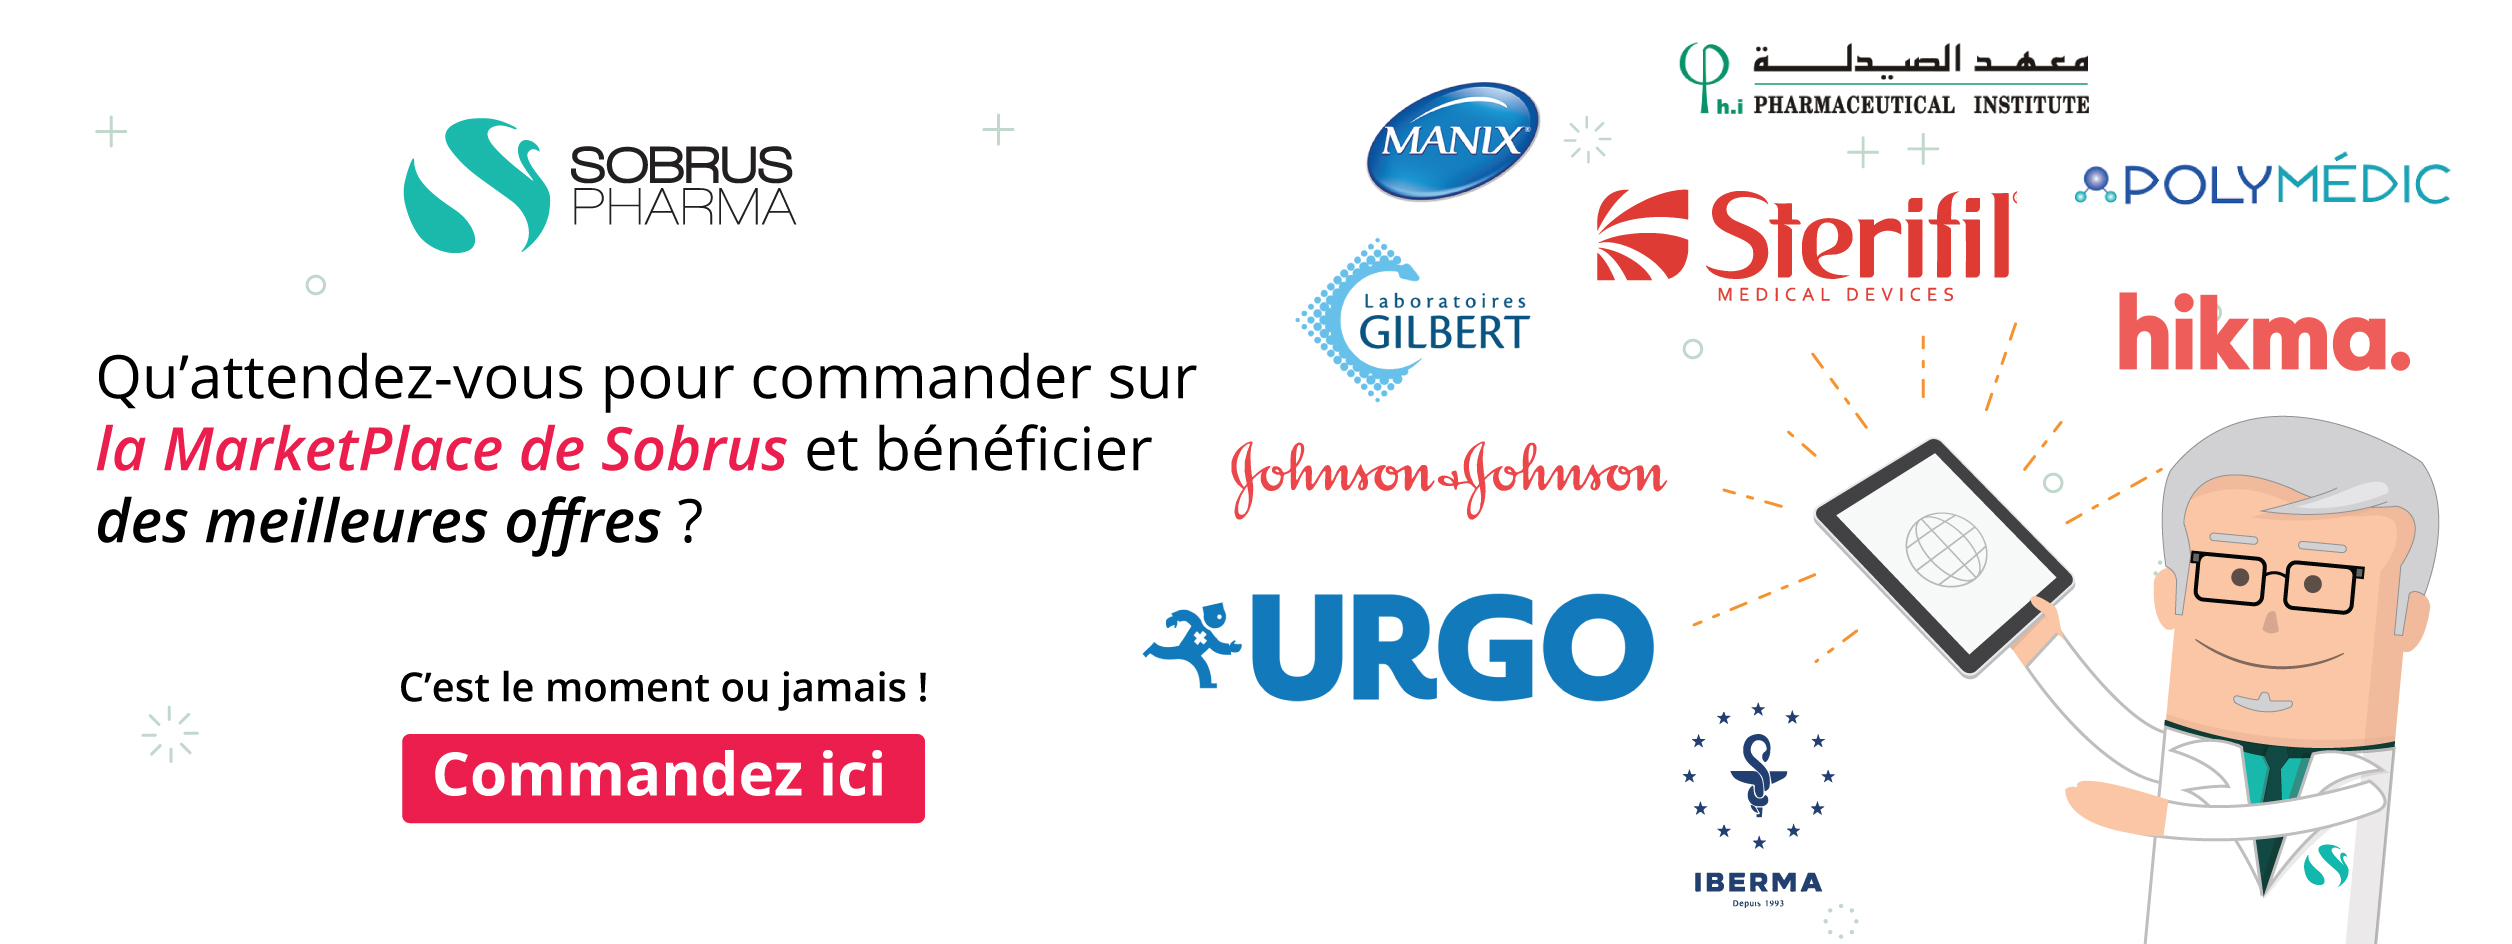 SOBRUS
PHARMA
Qu’attendez-vous pour commander sur
la MarketPlace de Sobrus et bénéficier
des meilleures offres ?
C’est le moment ou jamais !
Commandez ici
MANIX®
معهد الصيدلة
ph.i PHARMACEUTICAL INSTITUTE
POLYMÉDIC
Sterifil
MEDICAL DEVICES
Laboratoires
GILBERT
hikma.
Johnson+Johnson
URGO
IBERMA
Depuis 1993